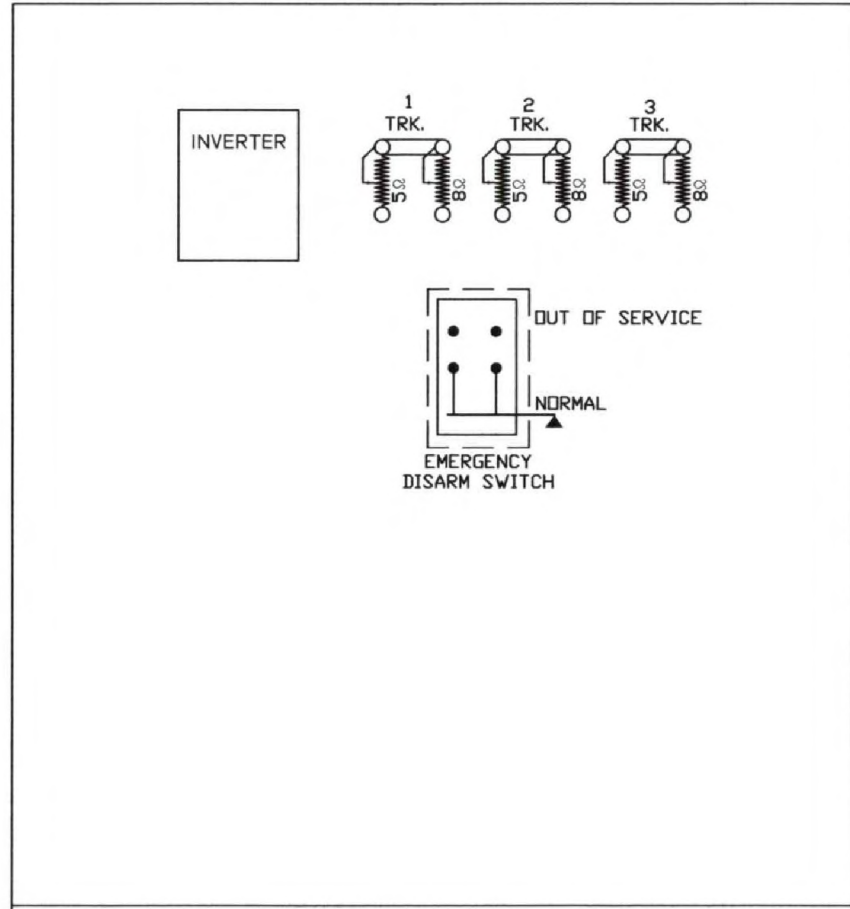 1
TRK.
2
TRK.
3
TRK.
INVERTER
5Ω
8Ω
5Ω
8Ω
5Ω
8Ω
OUT OF SERVICE
NORMAL
EMERGENCY
DISARM SWITCH